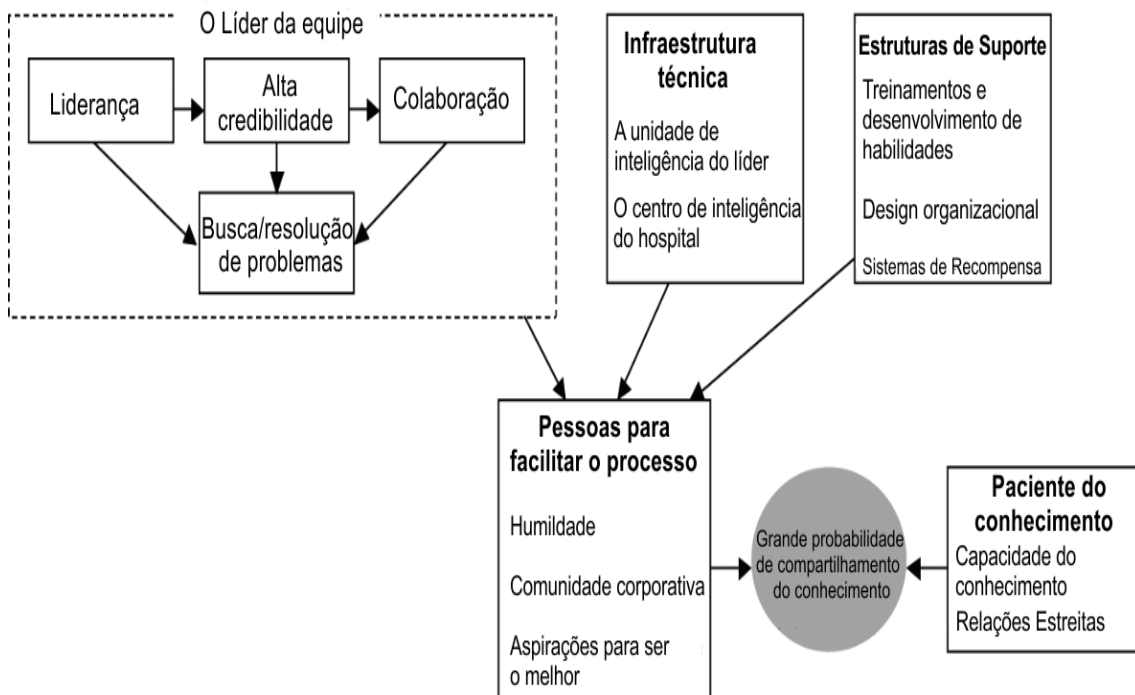 O Líder da equipe
Liderança
Alta
credibilidade
Colaboração
Busca/resolução
de problemas
Infraestrutura
técnica
A unidade de
inteligência do líder
O centro de inteligência
do hospital
Estruturas de Suporte
Treinamentos e
desenvolvimento de
habilidades
Design organizacional
Sistemas de Recompensa
Pessoas para
facilitar o processo
Humildade
Comunidade corporativa
Aspirações para ser
o melhor
Grande probabilidade
de compartilhamento
do conhecimento
Paciente do
conhecimento
Capacidade do
conhecimento
Relações Estreitas